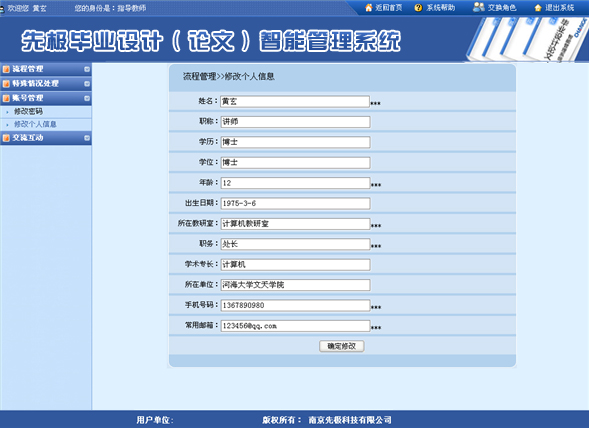 欢迎您 黄玄 您的身份是：指导教师 返回首页 系统帮助 交换角色 退出系统
先极毕业设计（论文）智能管理系统
流程管理
特殊情况处理
账号管理
修改密码
修改个人信息
交流互动
流程管理>>修改个人信息
姓名： 黄玄 ***
职称： 讲师
学历： 博士
学位： 博士
年龄： 12 ***
出生日期： 1975-3-6
所在教研室： 计算机教研室 ***
职务： 处长 ***
学术专长： 计算机
所在单位： 河海大学文天学院
手机号码： 1367890980 ***
常用邮箱： 123456@qq.com ***
确定修改
用户单位: 版权所有： 南京先极科技有限公司